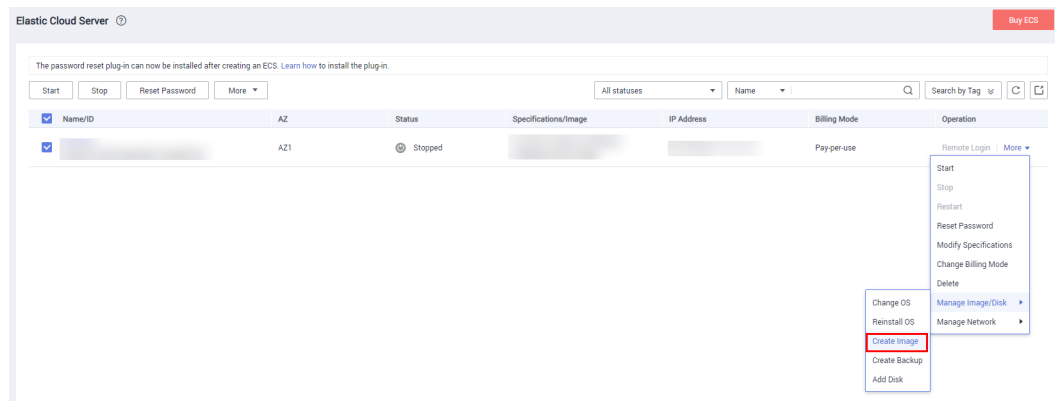 Elastic Cloud Server ?
Buy ECS
The password reset plug-in can now be installed after creating an ECS. Learn how to install the plug-in.
Start Stop Reset Password More All statuses Name Search by Tag
Name/ID AZ Status Specifications/Image IP Address Billing Mode Operation
AZ1 Stopped Pay-per-use Remote Login | More
Start
Stop
Restart
Reset Password
Modify Specifications
Change Billing Mode
Delete
Change OS Manage Image/Disk
Reinstall OS Manage Network
Create Image
Create Backup
Add Disk